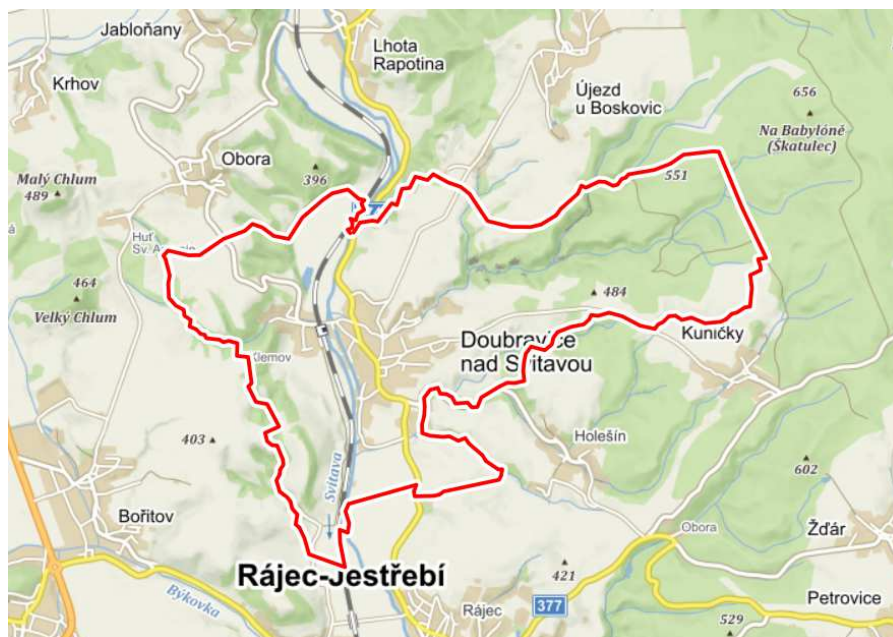 Jabloňany
Lhota
Rapotina
Krhov
Újezd
u Boskovic
656
Na Babylóně
(Škatulec)
Obora
396
551
Malý Chlum
489
Huť
464
Velký Chlum
484
Kuničky
Doubravice
nad Svitavou
Klemov
403
Holešín
602
Svitava
Bořitov
Obora
Žďár
Rájec-Jestřebí
421
Býkovka
Rájec
377
Petrovice
529